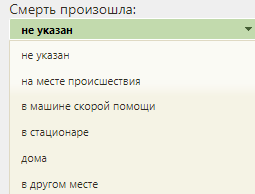 Смерть произошла:
не указан
не указан
на месте происшествия
в машине скорой помощи
в стационаре
дома
в другом месте